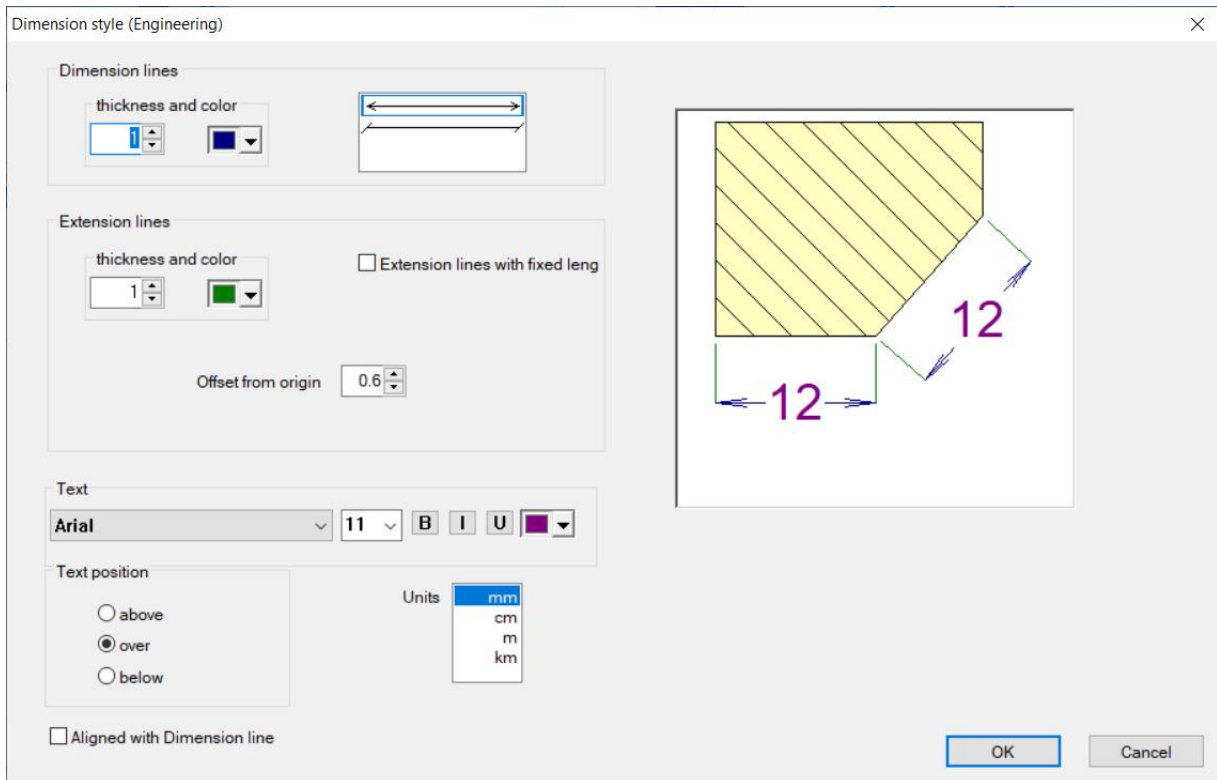 Dimension style (Engineering)
Dimension lines
thickness and color
1
Extension lines
thickness and color
Extension lines with fixed leng
1
Offset from origin 0.6
12
12
Text
Arial 11 B I U
Text position
above
over
below
Units
mm
cm
m
km
Aligned with Dimension line
OK Cancel